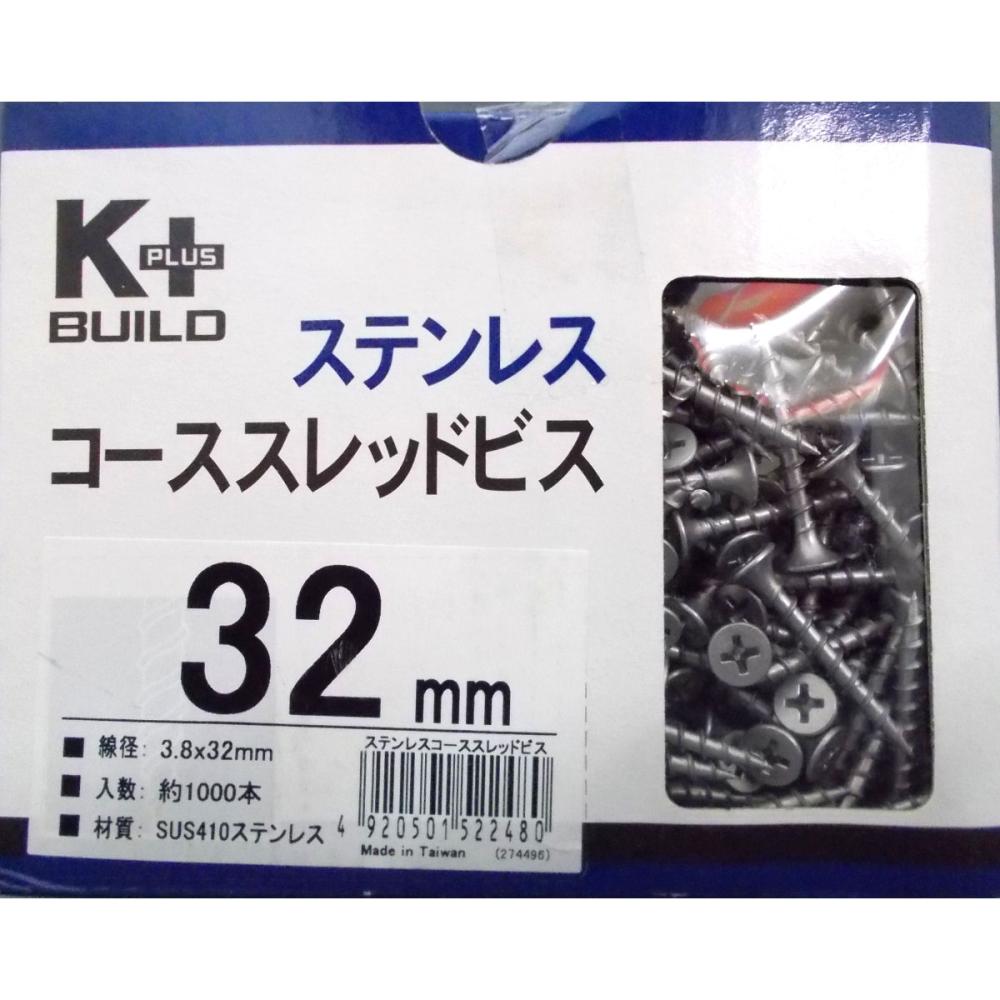 K+
PLUS
BUILD
ステンレス
コーススレッドビス
32mm
■ 線径: 3.8x32mm
■ 入数: 約1000本
■ 材質: SUS410ステンレス
ステンレスコーススレッドビス
4 920501 522480
Made in Taiwan (274496)